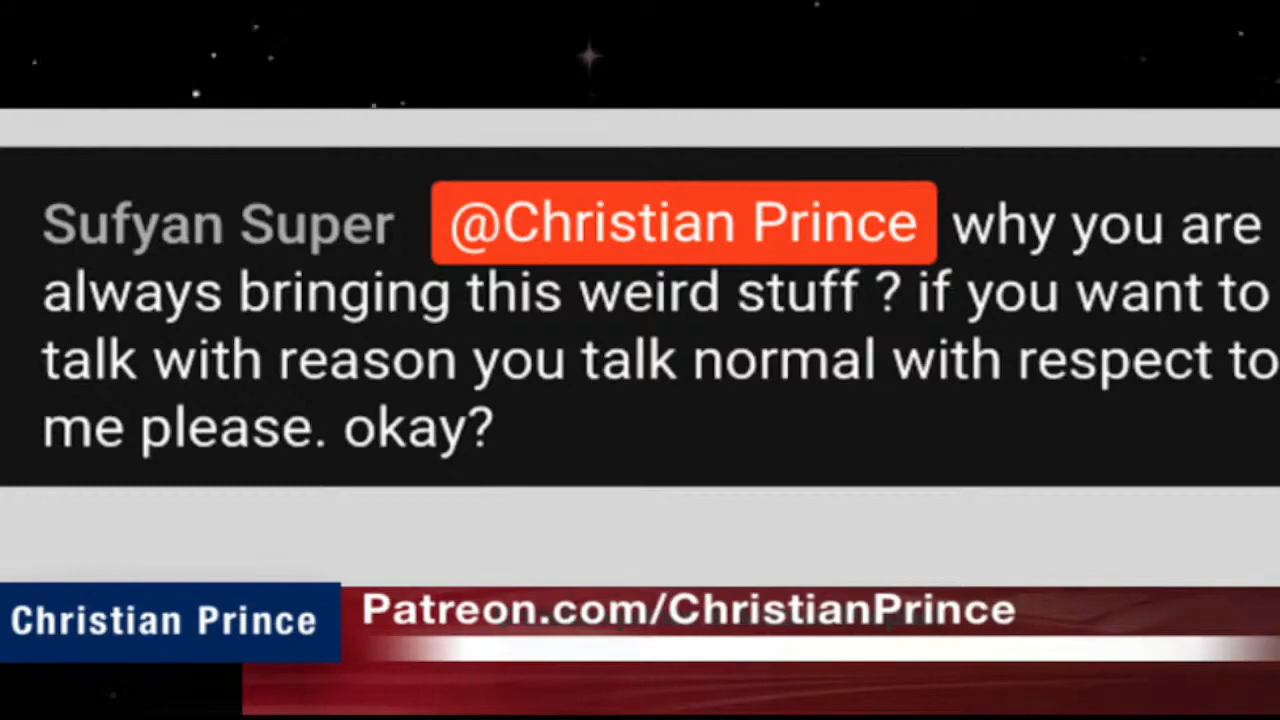 Sufyan Super @Christian Prince why you are
always bringing this weird stuff ? if you want to
talk with reason you talk normal with respect to
me please. okay?
Christian Prince
Patreon.com/ChristianPrince